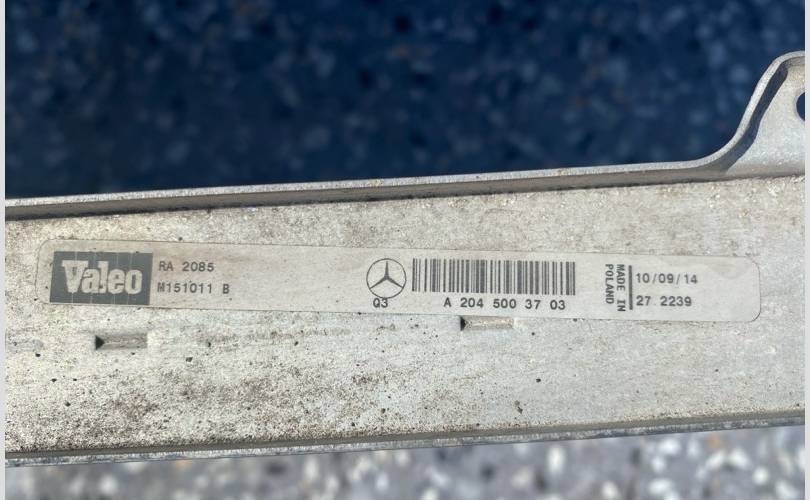 Valeo
RA 2085
M151011 B
Q3
A 204 500 37 03
MADE IN
POLAND
10/09/14
27 2239